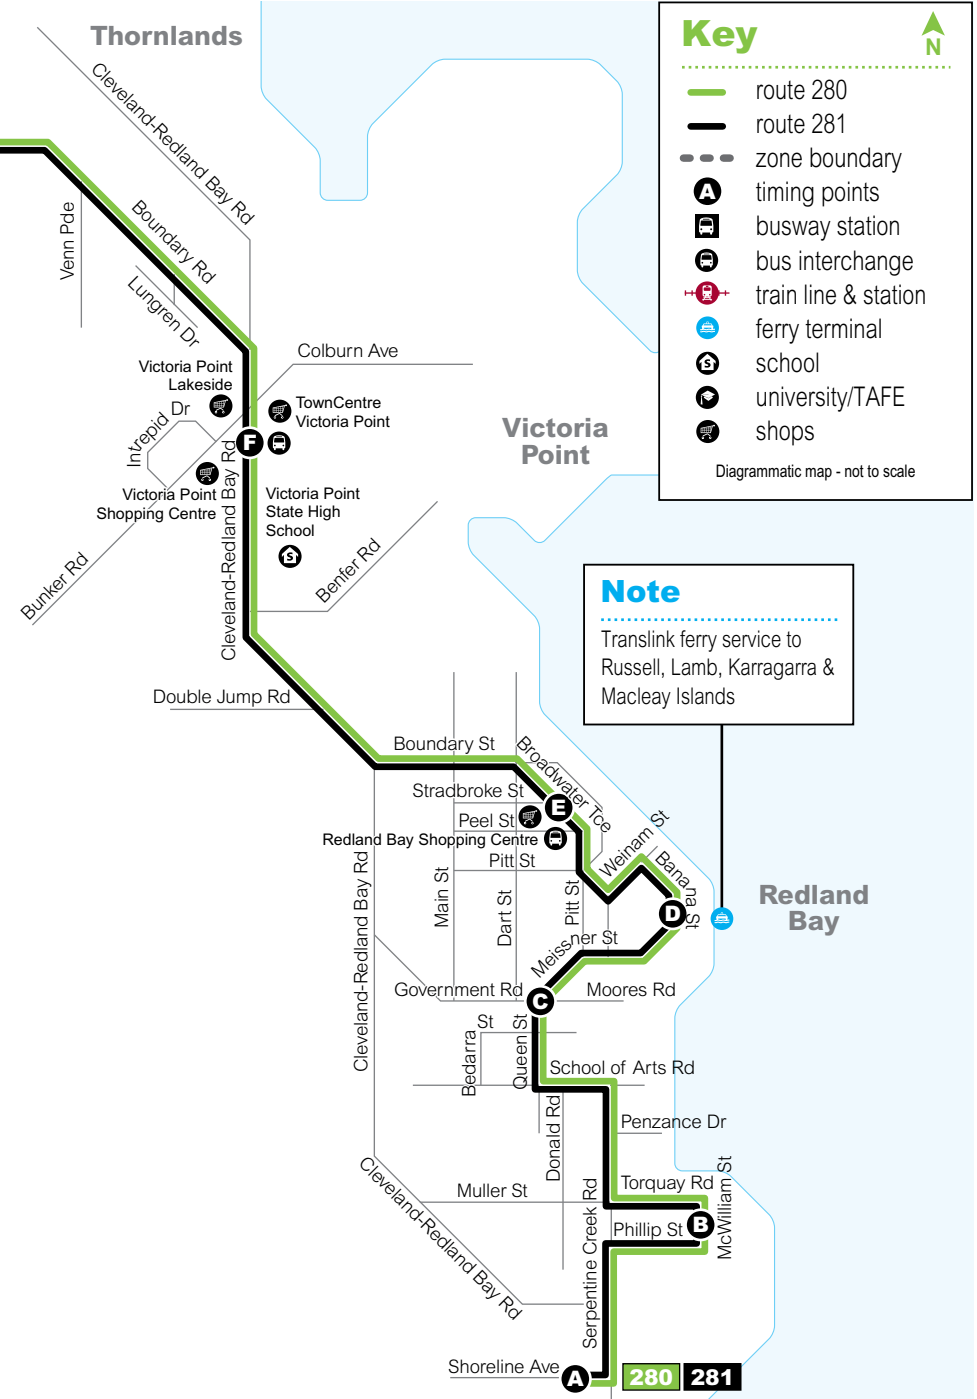 Thornlands
Key
N
route 280
route 281
zone boundary
A
timing points
busway station
bus interchange
train line & station
ferry terminal
S
school
university/TAFE
shops
Diagrammatic map - not to scale
Cleveland-Redland Bay Rd
Venn Pde
Boundary Rd
Lungren Dr
Colburn Ave
Victoria Point
Lakeside
TownCentre
Victoria Point
Intrepid Dr
F
Victoria
Point
Victoria Point
Shopping Centre
Cleveland-Redland Bay Rd
Victoria Point
State High
School
S
Bunker Rd
Benfer Rd
Note
Translink ferry service to
Russell, Lamb, Karragarra &
Macleay Islands
Double Jump Rd
Boundary St
Broadwater Tce
Stradbroke St
E
Peel St
Redland Bay Shopping Centre
Pitt St
Weinam St
Banana St
Main St
Dart St
Pitt St
D
Redland
Bay
Cleveland-Redland Bay Rd
Meissner St
Government Rd
C
Moores Rd
Bedarra St
Queen St
School of Arts Rd
Donald Rd
Penzance Dr
Cleveland-Redland Bay Rd
Muller St
Torquay Rd
McWilliam St
Serpentine Creek Rd
Phillip St
B
Shoreline Ave
A
280 281